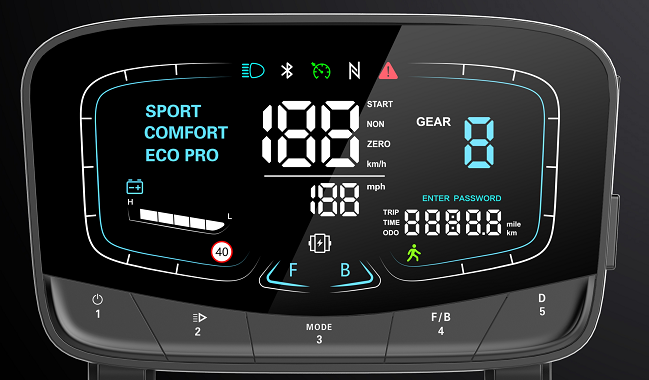 N
SPORT
COMFORT
ECO PRO
188
START
NON
ZERO
km/h
188
mph
GEAR
8
ENTER PASSWORD
TRIP
TIME
ODO
8888.8.8
mile
km
H
L
40
F
B
1
2
MODE
3
F/B
4
D
5